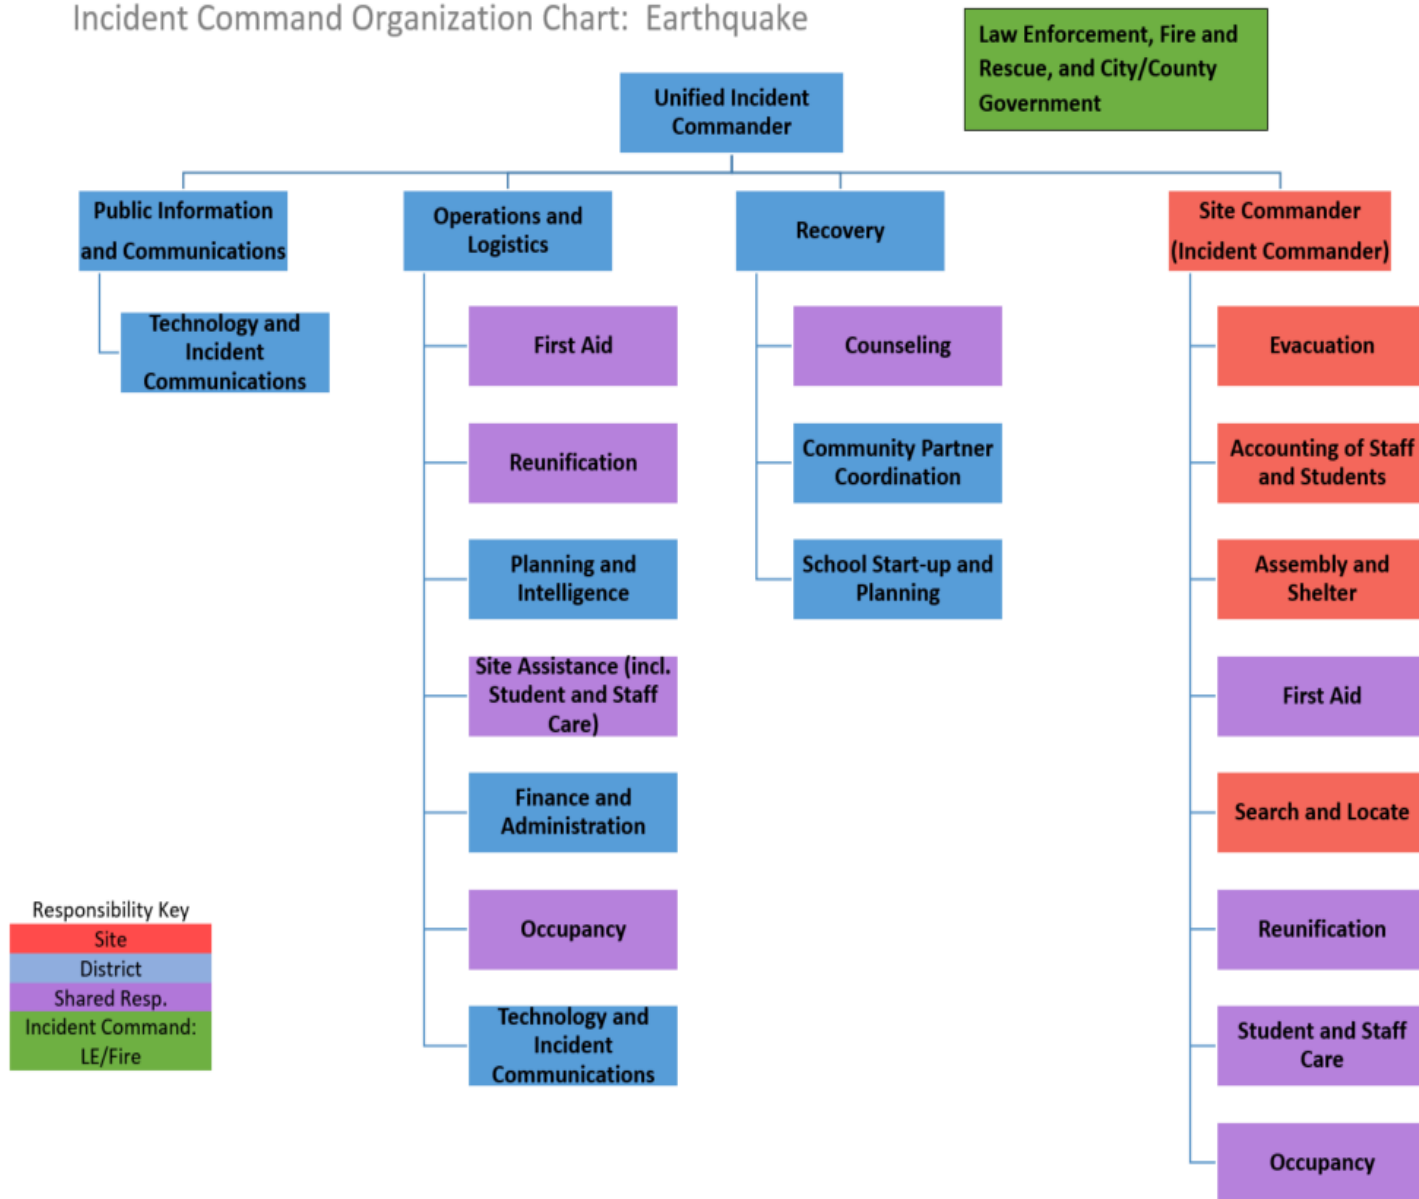 Incident Command Organization Chart:  Earthquake
Law Enforcement, Fire and
Rescue, and City/County
Government
Unified Incident
Commander
Public Information
and Communications
Technology and
Incident
Communications
Operations and
Logistics
First Aid
Reunification
Planning and
Intelligence
Site Assistance (incl.
Student and Staff
Care)
Finance and
Administration
Occupancy
Technology and
Incident
Communications
Recovery
Counseling
Community Partner
Coordination
School Start-up and
Planning
Site Commander
(Incident Commander)
Evacuation
Accounting of Staff
and Students
Assembly and
Shelter
First Aid
Search and Locate
Reunification
Student and Staff
Care
Occupancy
Responsibility Key
Site
District
Shared Resp.
Incident Command:
LE/Fire